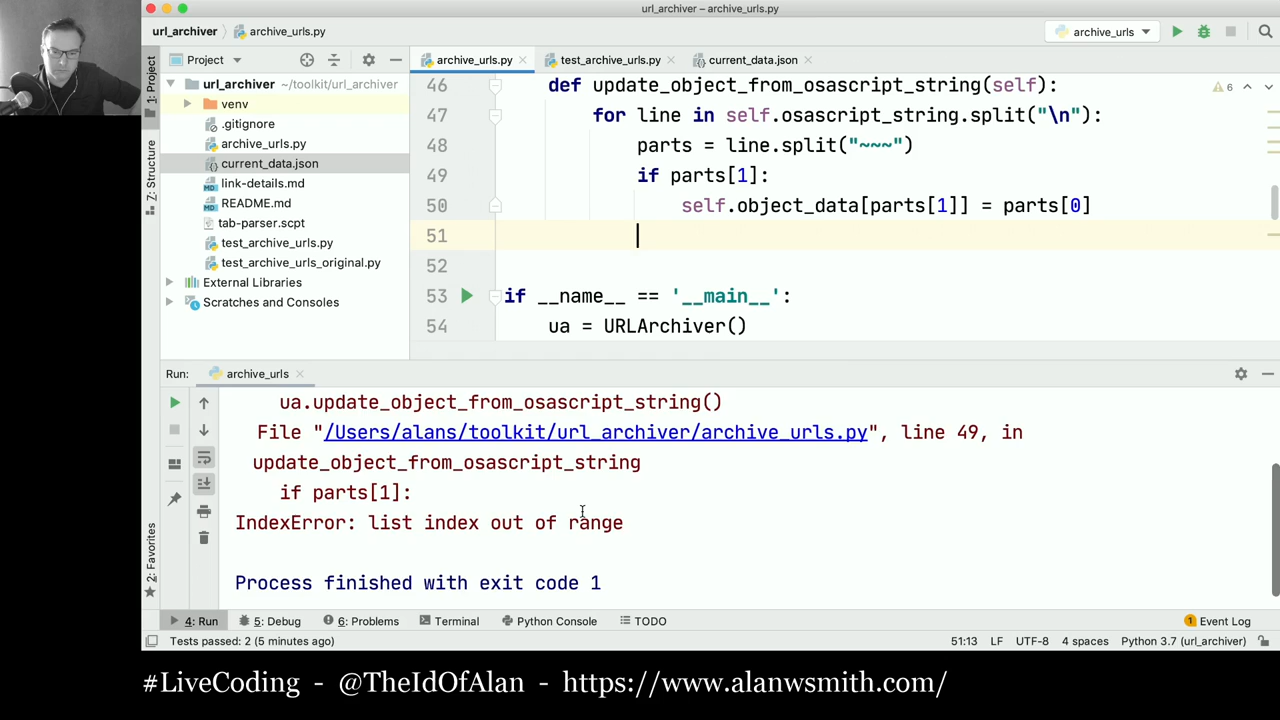 url_archiver – archive_urls.py
url_archiver
archive_urls.py
archive_urls
Project
archive_urls.py
test_archive_urls.py
current_data.json
1: Project
Z: Structure
2: Favorites
url_archiver ~/toolkit/url_archiver
venv
.gitignore
archive_urls.py
current_data.json
link-details.md
README.md
tab-parser.scpt
test_archive_urls.py
test_archive_urls_original.py
External Libraries
Scratches and Consoles
6
46 def update_object_from_osascript_string(self):
47 for line in self.osascript_string.split("\n"):
48 parts = line.split("~~~")
49 if parts[1]:
50 self.object_data[parts[1]] = parts[0]
51
52
53 if __name__ == '__main__':
54 ua = URLArchiver()
Run: archive_urls
ua.update_object_from_osascript_string()
File "/Users/alans/toolkit/url_archiver/archive_urls.py", line 49, in
update_object_from_osascript_string
if parts[1]:
IndexError: list index out of range
Process finished with exit code 1
4: Run
5: Debug
6: Problems
Terminal
Python Console
TODO
1 Event Log
Tests passed: 2 (5 minutes ago)
51:13 LF UTF-8 4 spaces Python 3.7 (url_archiver)
#LiveCoding - @TheIdOfAlan - https://www.alanwsmith.com/